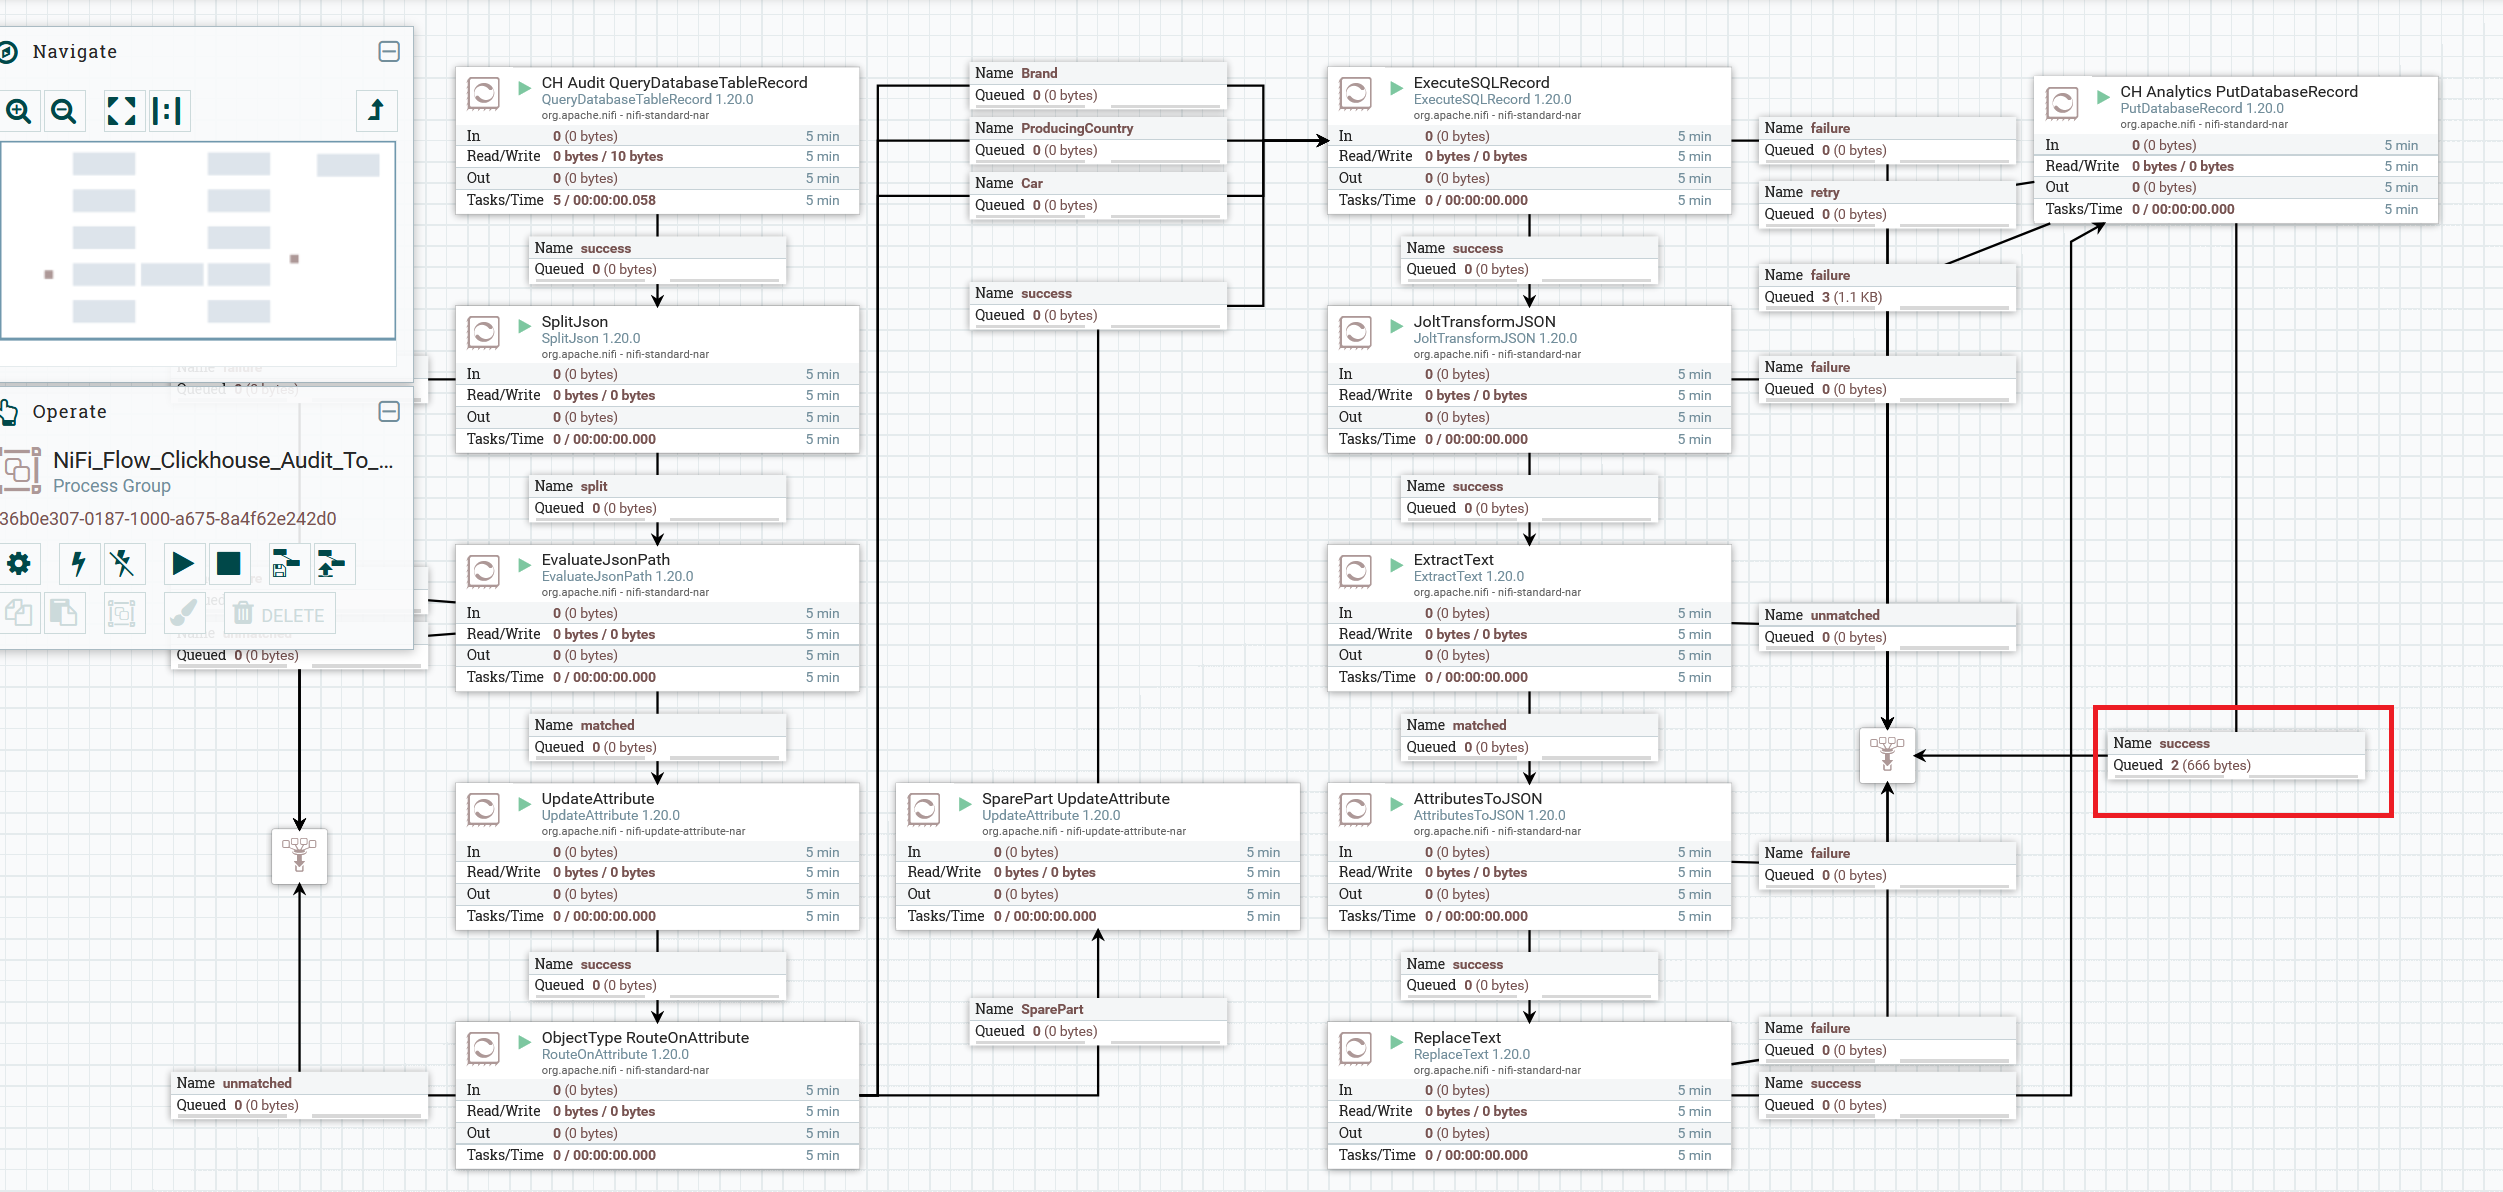 Navigate
Operate
NiFi_Flow_Clickhouse_Audit_To_...
Process Group
36b0e307-0187-1000-a675-8a4f62e242d0
DELETE
Name failure
Queued 0 (0 bytes)
Name unmatched
Queued 0 (0 bytes)
Name unmatched
Queued 0 (0 bytes)
CH Audit QueryDatabaseTableRecord
QueryDatabaseTableRecord 1.20.0
org.apache.nifi - nifi-standard-nar
In 0 (0 bytes) 5 min
Read/Write 0 bytes / 10 bytes 5 min
Out 0 (0 bytes) 5 min
Tasks/Time 5 / 00:00:00.058 5 min
Name success
Queued 0 (0 bytes)
SplitJson
SplitJson 1.20.0
org.apache.nifi - nifi-standard-nar
In 0 (0 bytes) 5 min
Read/Write 0 bytes / 0 bytes 5 min
Out 0 (0 bytes) 5 min
Tasks/Time 0 / 00:00:00.000 5 min
Name split
Queued 0 (0 bytes)
EvaluateJsonPath
EvaluateJsonPath 1.20.0
org.apache.nifi - nifi-standard-nar
In 0 (0 bytes) 5 min
Read/Write 0 bytes / 0 bytes 5 min
Out 0 (0 bytes) 5 min
Tasks/Time 0 / 00:00:00.000 5 min
Name matched
Queued 0 (0 bytes)
UpdateAttribute
UpdateAttribute 1.20.0
org.apache.nifi - nifi-update-attribute-nar
In 0 (0 bytes) 5 min
Read/Write 0 bytes / 0 bytes 5 min
Out 0 (0 bytes) 5 min
Tasks/Time 0 / 00:00:00.000 5 min
Name success
Queued 0 (0 bytes)
ObjectType RouteOnAttribute
RouteOnAttribute 1.20.0
org.apache.nifi - nifi-standard-nar
In 0 (0 bytes) 5 min
Read/Write 0 bytes / 0 bytes 5 min
Out 0 (0 bytes) 5 min
Tasks/Time 0 / 00:00:00.000 5 min
Name Brand
Queued 0 (0 bytes)
Name ProducingCountry
Queued 0 (0 bytes)
Name Car
Queued 0 (0 bytes)
Name success
Queued 0 (0 bytes)
SparePart UpdateAttribute
UpdateAttribute 1.20.0
org.apache.nifi - nifi-update-attribute-nar
In 0 (0 bytes) 5 min
Read/Write 0 bytes / 0 bytes 5 min
Out 0 (0 bytes) 5 min
Tasks/Time 0 / 00:00:00.000 5 min
Name SparePart
Queued 0 (0 bytes)
ExecuteSQLRecord
ExecuteSQLRecord 1.20.0
org.apache.nifi - nifi-standard-nar
In 0 (0 bytes) 5 min
Read/Write 0 bytes / 0 bytes 5 min
Out 0 (0 bytes) 5 min
Tasks/Time 0 / 00:00:00.000 5 min
Name success
Queued 0 (0 bytes)
JoltTransformJSON
JoltTransformJSON 1.20.0
org.apache.nifi - nifi-standard-nar
In 0 (0 bytes) 5 min
Read/Write 0 bytes / 0 bytes 5 min
Out 0 (0 bytes) 5 min
Tasks/Time 0 / 00:00:00.000 5 min
Name success
Queued 0 (0 bytes)
ExtractText
ExtractText 1.20.0
org.apache.nifi - nifi-standard-nar
In 0 (0 bytes) 5 min
Read/Write 0 bytes / 0 bytes 5 min
Out 0 (0 bytes) 5 min
Tasks/Time 0 / 00:00:00.000 5 min
Name matched
Queued 0 (0 bytes)
AttributesToJSON
AttributesToJSON 1.20.0
org.apache.nifi - nifi-standard-nar
In 0 (0 bytes) 5 min
Read/Write 0 bytes / 0 bytes 5 min
Out 0 (0 bytes) 5 min
Tasks/Time 0 / 00:00:00.000 5 min
Name success
Queued 0 (0 bytes)
ReplaceText
ReplaceText 1.20.0
org.apache.nifi - nifi-standard-nar
In 0 (0 bytes) 5 min
Read/Write 0 bytes / 0 bytes 5 min
Out 0 (0 bytes) 5 min
Tasks/Time 0 / 00:00:00.000 5 min
Name failure
Queued 0 (0 bytes)
Name retry
Queued 0 (0 bytes)
Name failure
Queued 3 (1.1 KB)
Name failure
Queued 0 (0 bytes)
Name unmatched
Queued 0 (0 bytes)
Name failure
Queued 0 (0 bytes)
Name failure
Queued 0 (0 bytes)
Name success
Queued 0 (0 bytes)
CH Analytics PutDatabaseRecord
PutDatabaseRecord 1.20.0
org.apache.nifi - nifi-standard-nar
In 0 (0 bytes) 5 min
Read/Write 0 bytes / 0 bytes 5 min
Out 0 (0 bytes) 5 min
Tasks/Time 0 / 00:00:00.000 5 min
Name success
Queued 2 (666 bytes)